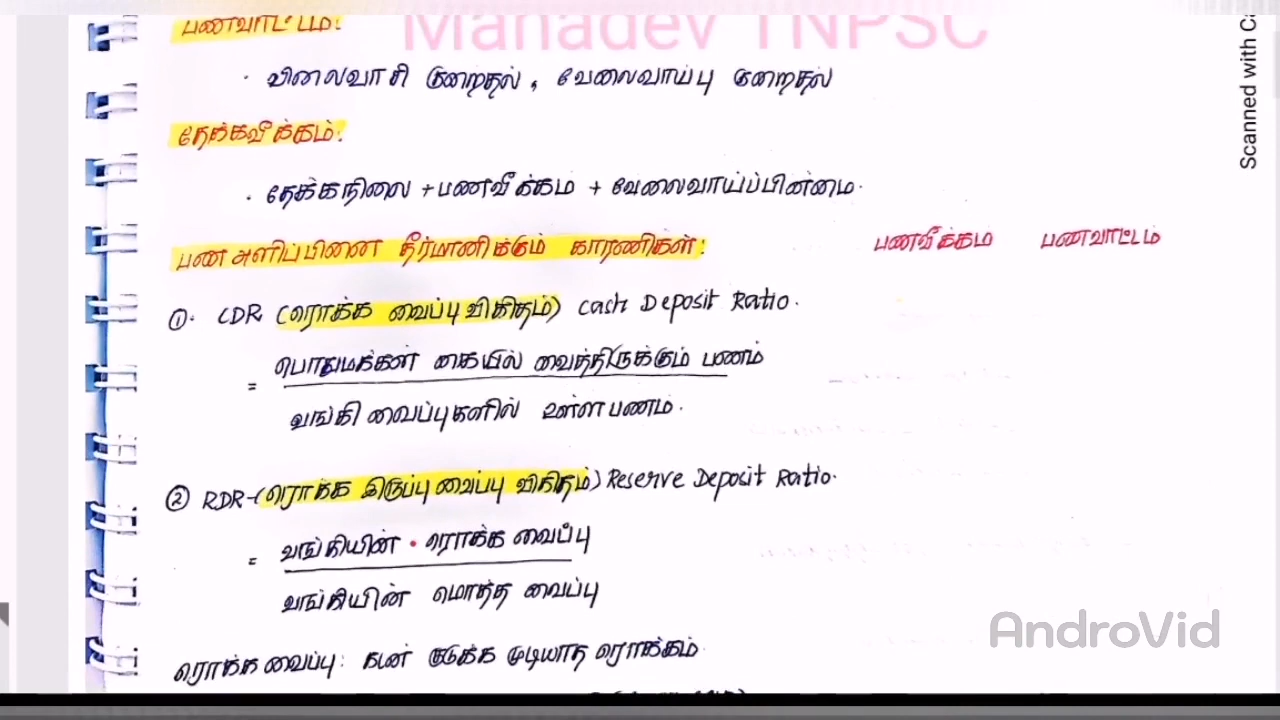 Mahadev TNPSC
பணவாட்டம்:
· விலைவாசி குறைதல் , வேலைவாய்ப்பு குறைதல்
தேக்கவீக்கம்:
· தேக்கநிலை + பணவீக்கம் + வேலைவாய்ப்பின்மை.
பண அளிப்பினை தீர்மானிக்கும் காரணிகள்:
பணவீக்கம் பணவாட்டம்
①. CDR (ரொக்க வைப்பு விகிதம்) Cash Deposit Ratio.
= பொதுமக்கள் கையில் வைத்திருக்கும் பணம்
வங்கி வைப்புகளில் உள்ள பணம்.
② RDR-(ரொக்க இருப்பு வைப்பு விகிதம்) Reserve Deposit Ratio.
= வங்கியின் ரொக்க வைப்பு
வங்கியின் மொத்த வைப்பு
ரொக்க வைப்பு: கடன் கொடுக்க முடியாத ரொக்கம்.
Scanned with Ca
AndroVid